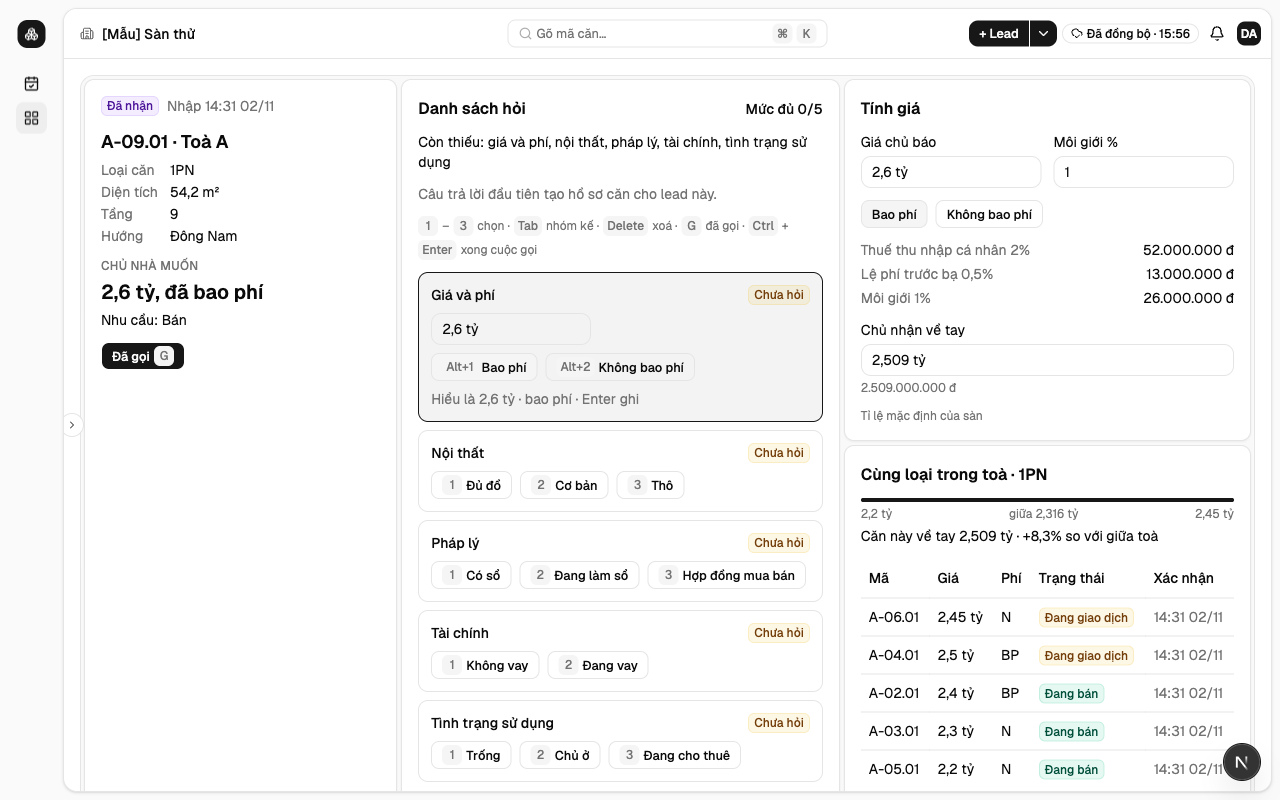 [Mẫu] Sàn thử
Gõ mã căn...
⌘ K
+ Lead
Đã đồng bộ · 15:56
DA
Đã nhận Nhập 14:31 02/11
A-09.01 · Toà A
Loại căn 1PN
Diện tích 54,2 m²
Tầng 9
Hướng Đông Nam
CHỦ NHÀ MUỐN
2,6 tỷ, đã bao phí
Nhu cầu: Bán
Đã gọi G
Danh sách hỏi Mức đủ 0/5
Còn thiếu: giá và phí, nội thất, pháp lý, tài chính, tình trạng sử
dụng
Câu trả lời đầu tiên tạo hồ sơ căn cho lead này.
1 – 3 chọn · Tab nhóm kế · Delete xoá · G đã gọi · Ctrl +
Enter xong cuộc gọi
Giá và phí Chưa hỏi
2,6 tỷ
Alt+1 Bao phí Alt+2 Không bao phí
Hiểu là 2,6 tỷ · bao phí · Enter ghi
Nội thất Chưa hỏi
1 Đủ đồ 2 Cơ bản 3 Thô
Pháp lý Chưa hỏi
1 Có sổ 2 Đang làm sổ 3 Hợp đồng mua bán
Tài chính Chưa hỏi
1 Không vay 2 Đang vay
Tình trạng sử dụng Chưa hỏi
1 Trống 2 Chủ ở 3 Đang cho thuê
Tính giá
Giá chủ báo Môi giới %
2,6 tỷ 1
Bao phí Không bao phí
Thuế thu nhập cá nhân 2% 52.000.000 đ
Lệ phí trước bạ 0,5% 13.000.000 đ
Môi giới 1% 26.000.000 đ
Chủ nhận về tay
2,509 tỷ
2.509.000.000 đ
Tỉ lệ mặc định của sàn
Cùng loại trong toà · 1PN
2,2 tỷ giữa 2,316 tỷ 2,45 tỷ
Căn này về tay 2,509 tỷ · +8,3% so với giữa toà
Mã Giá Phí Trạng thái Xác nhận
A-06.01 2,45 tỷ N Đang giao dịch 14:31 02/11
A-04.01 2,5 tỷ BP Đang giao dịch 14:31 02/11
A-02.01 2,4 tỷ BP Đang bán 14:31 02/11
A-03.01 2,3 tỷ N Đang bán 14:31 02/11
A-05.01 2,2 tỷ N Đang bán 14:31 02/11
N